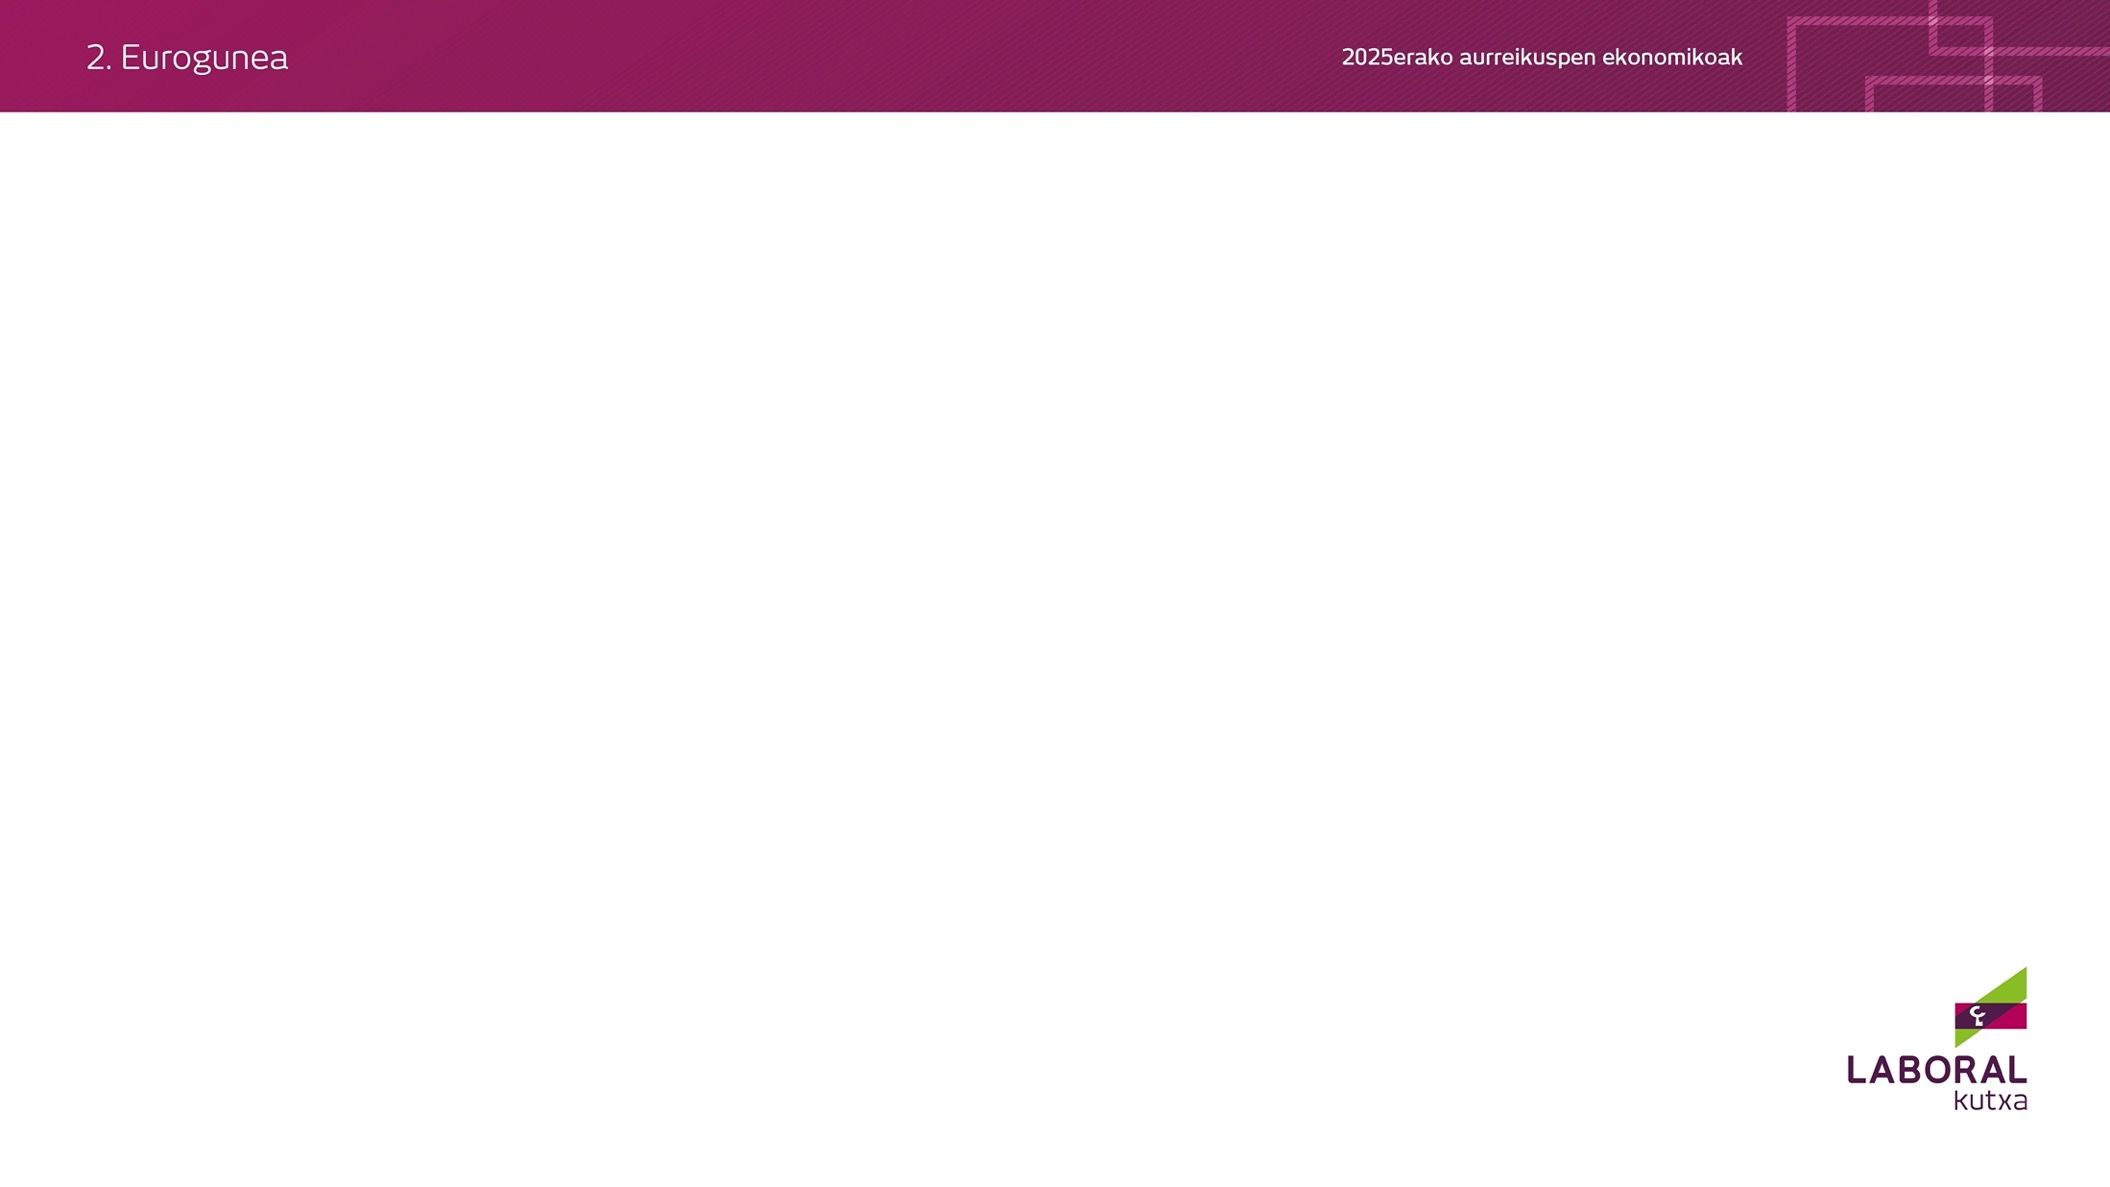 2. Eurogunea
2025erako aurreikuspen ekonomikoak
LABORAL
kutxa